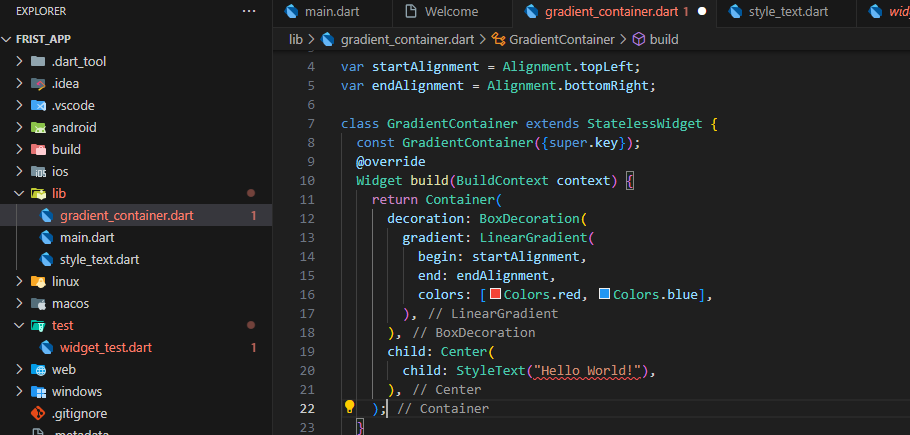 EXPLORER
...
main.dart
Welcome
gradient_container.dart 1
style_text.dart
widg
FRIST_APP
lib > gradient_container.dart > GradientContainer > build
.dart_tool
.idea
.vscode
android
build
ios
lib
gradient_container.dart 1
main.dart
style_text.dart
linux
macos
test
widget_test.dart 1
web
windows
.gitignore
.metadata
4 var startAlignment = Alignment.topLeft;
5 var endAlignment = Alignment.bottomRight;
6
7 class GradientContainer extends StatelessWidget {
8 const GradientContainer({super.key});
9 @override
10 Widget build(BuildContext context) {
11 return Container(
12 decoration: BoxDecoration(
13 gradient: LinearGradient(
14 begin: startAlignment,
15 end: endAlignment,
16 colors: [Colors.red, Colors.blue],
17 ), // LinearGradient
18 ), // BoxDecoration
19 child: Center(
20 child: StyleText("Hello World!"),
21 ), // Center
22 ); // Container
23 }